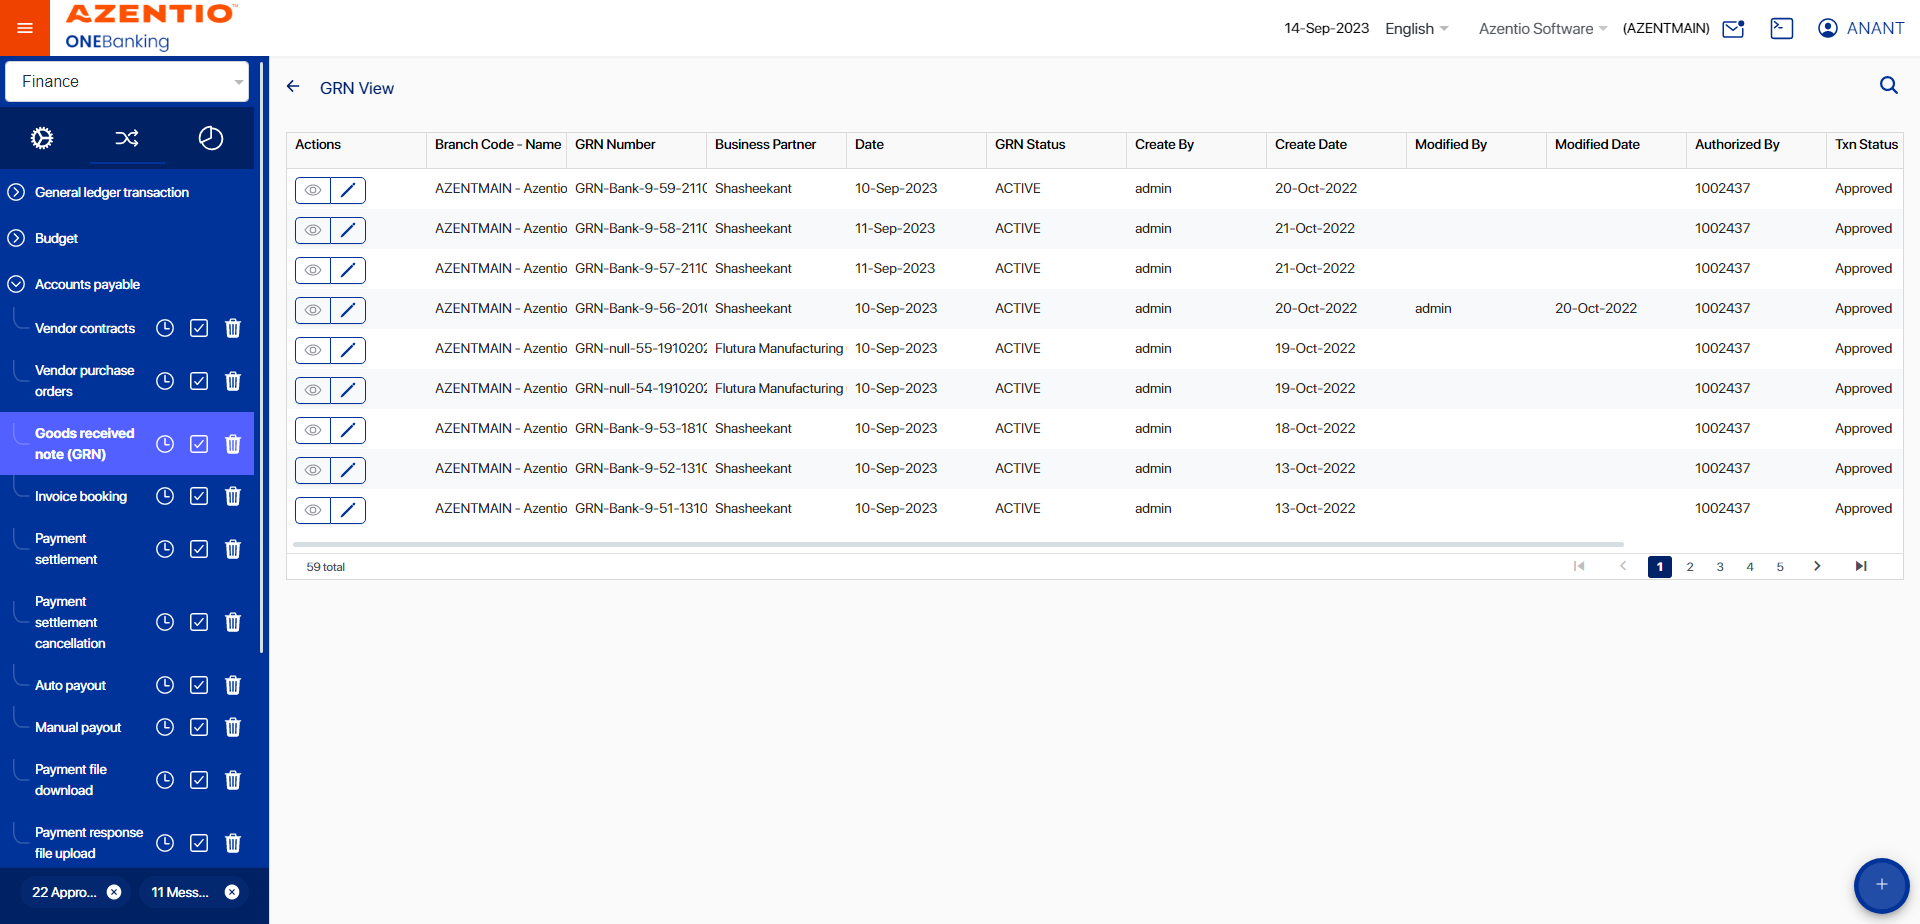 AZENTIO™
ONEBanking
14-Sep-2023 English Azentio Software (AZENTMAIN) ANANT
Finance
General ledger transaction
Budget
Accounts payable
Vendor contracts
Vendor purchase
orders
Goods received
note (GRN)
Invoice booking
Payment
settlement
Payment
settlement
cancellation
Auto payout
Manual payout
Payment file
download
Payment response
file upload
22 Appro... 11 Mess...
GRN View
Actions Branch Code - Name GRN Number Business Partner Date GRN Status Create By Create Date Modified By Modified Date Authorized By Txn Status
AZENTMAIN - Azentio GRN-Bank-9-59-2110 Shasheekant 10-Sep-2023 ACTIVE admin 20-Oct-2022 1002437 Approved
AZENTMAIN - Azentio GRN-Bank-9-58-2110 Shasheekant 11-Sep-2023 ACTIVE admin 21-Oct-2022 1002437 Approved
AZENTMAIN - Azentio GRN-Bank-9-57-2110 Shasheekant 11-Sep-2023 ACTIVE admin 21-Oct-2022 1002437 Approved
AZENTMAIN - Azentio GRN-Bank-9-56-2010 Shasheekant 10-Sep-2023 ACTIVE admin 20-Oct-2022 admin 20-Oct-2022 1002437 Approved
AZENTMAIN - Azentio GRN-null-55-1910202 Flutura Manufacturing 10-Sep-2023 ACTIVE admin 19-Oct-2022 1002437 Approved
AZENTMAIN - Azentio GRN-null-54-1910202 Flutura Manufacturing 10-Sep-2023 ACTIVE admin 19-Oct-2022 1002437 Approved
AZENTMAIN - Azentio GRN-Bank-9-53-1810 Shasheekant 10-Sep-2023 ACTIVE admin 18-Oct-2022 1002437 Approved
AZENTMAIN - Azentio GRN-Bank-9-52-1310 Shasheekant 10-Sep-2023 ACTIVE admin 13-Oct-2022 1002437 Approved
AZENTMAIN - Azentio GRN-Bank-9-51-1310 Shasheekant 10-Sep-2023 ACTIVE admin 13-Oct-2022 1002437 Approved
59 total 1 2 3 4 5